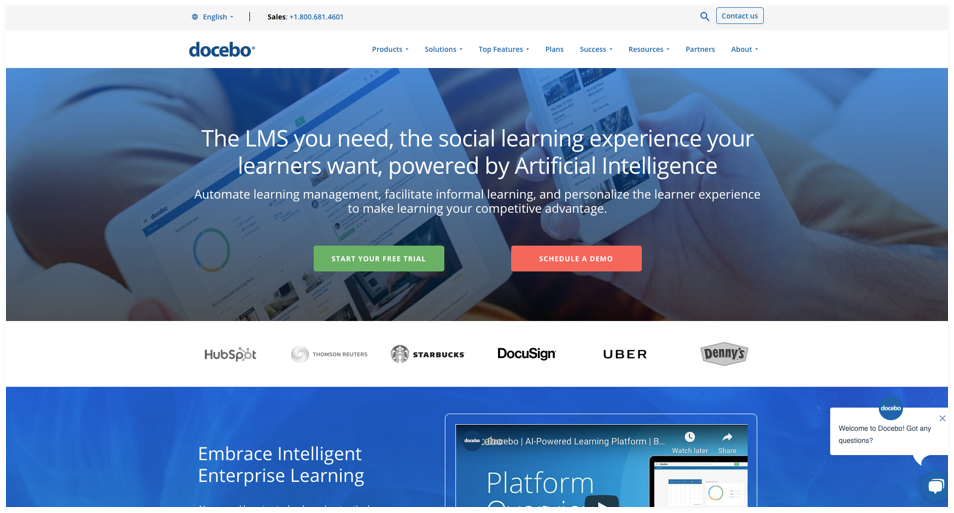 English
Sales: +1.800.681.4601
Contact us
docebo®
Products
Solutions
Top Features
Plans
Success
Resources
Partners
About
The LMS you need, the social learning experience your
learners want, powered by Artificial Intelligence
Automate learning management, facilitate informal learning, and personalize the learner experience
to make learning your competitive advantage.
START YOUR FREE TRIAL
SCHEDULE A DEMO
HubSpot
THOMSON REUTERS
STARBUCKS
DocuSign
UBER
Denny's
docebo
Welcome to Docebo! Got any
questions?
Embrace Intelligent
Enterprise Learning
docebo
Docebo | AI-Powered Learning Platform | B...
Watch later
Share
Platform